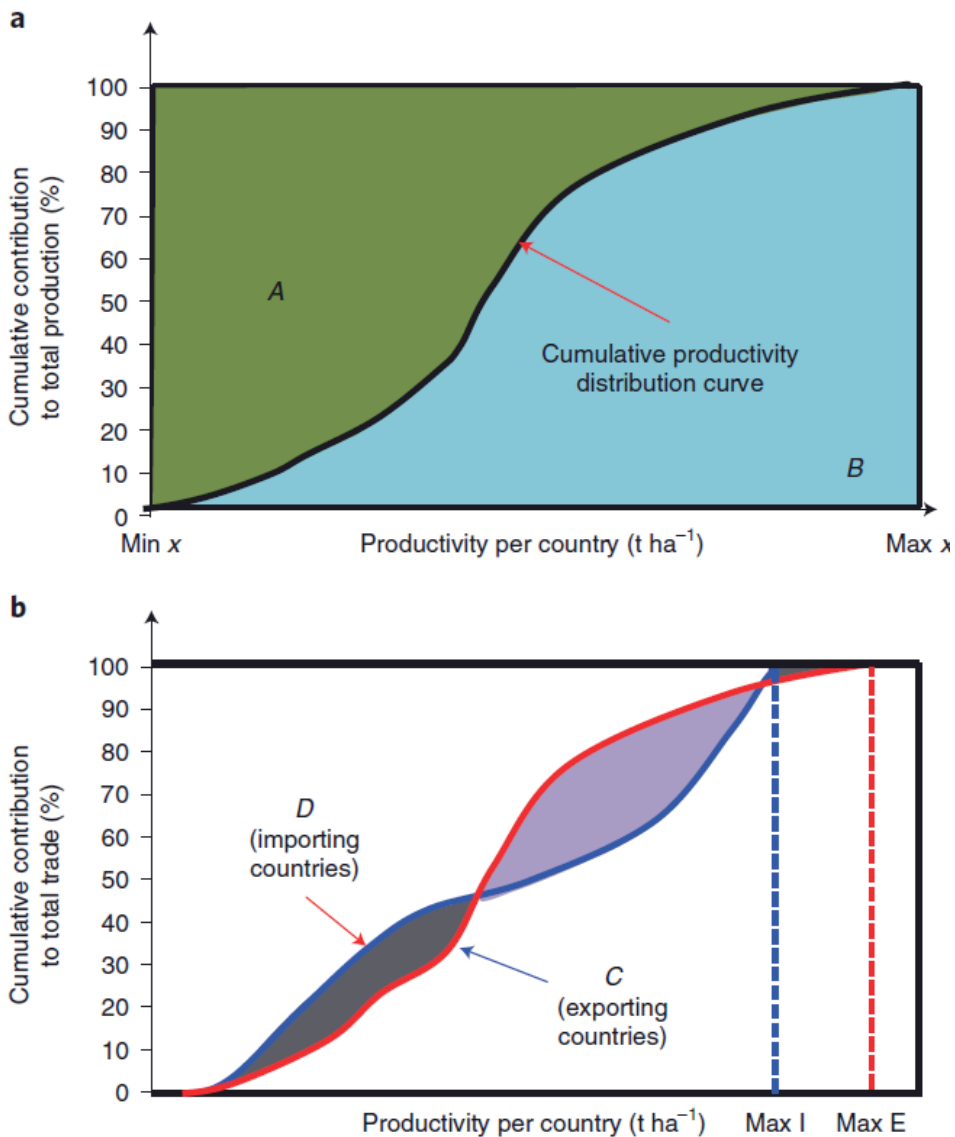 a
Cumulative contribution
to total production (%)
100
90
80
70
60
50
40
30
20
10
0
A
B
Cumulative productivity
distribution curve
Min x
Productivity per country (t ha⁻¹)
Max x
b
Cumulative contribution
to total trade (%)
100
90
80
70
60
50
40
30
20
10
0
D
(importing
countries)
C
(exporting
countries)
Productivity per country (t ha⁻¹)
Max I
Max E